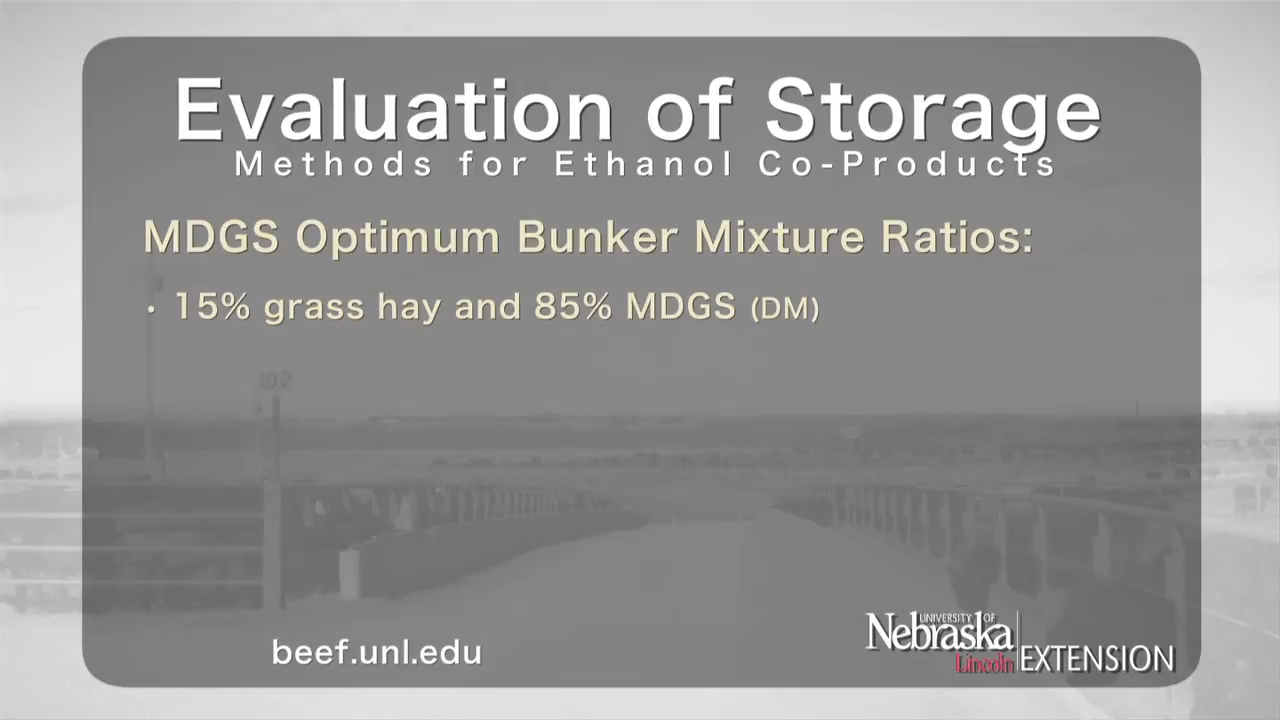 Evaluation of Storage
Methods for Ethanol Co-Products
MDGS Optimum Bunker Mixture Ratios:
• 15% grass hay and 85% MDGS (DM)
102
beef.unl.edu
UNIVERSITY OF
Nebraska
Lincoln
EXTENSION